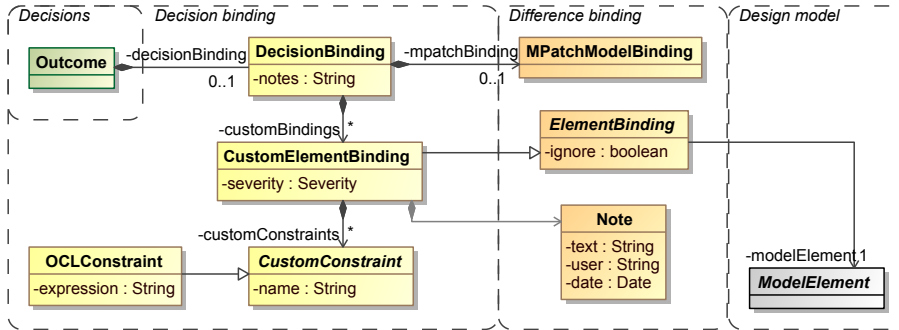 Decisions
Decision binding
Difference binding
Design model
Outcome
-decisionBinding
0..1
DecisionBinding
-notes : String
-mpatchBinding
0..1
MPatchModelBinding
-customBindings
*
CustomElementBinding
-severity : Severity
ElementBinding
-ignore : boolean
-customConstraints
*
Note
-text : String
-user : String
-date : Date
OCLConstraint
-expression : String
CustomConstraint
-name : String
-modelElement
1
ModelElement